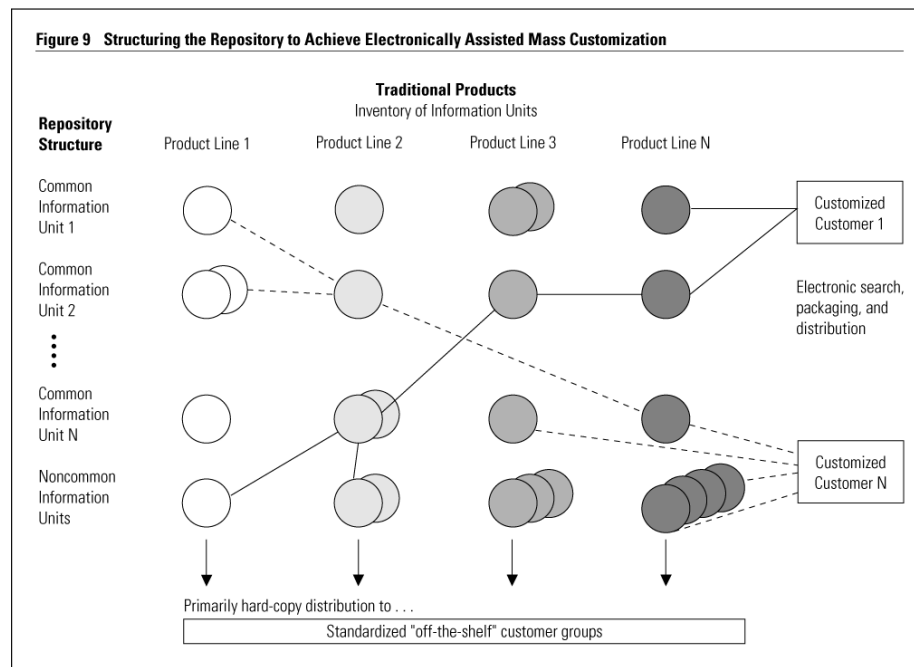 Figure 9 Structuring the Repository to Achieve Electronically Assisted Mass Customization
Traditional Products
Inventory of Information Units
Repository
Structure
Product Line 1
Product Line 2
Product Line 3
Product Line N
Common
Information
Unit 1
Customized
Customer 1
Common
Information
Unit 2
Electronic search,
packaging, and
distribution
Common
Information
Unit N
Noncommon
Information
Units
Customized
Customer N
Primarily hard-copy distribution to . . .
Standardized "off-the-shelf" customer groups